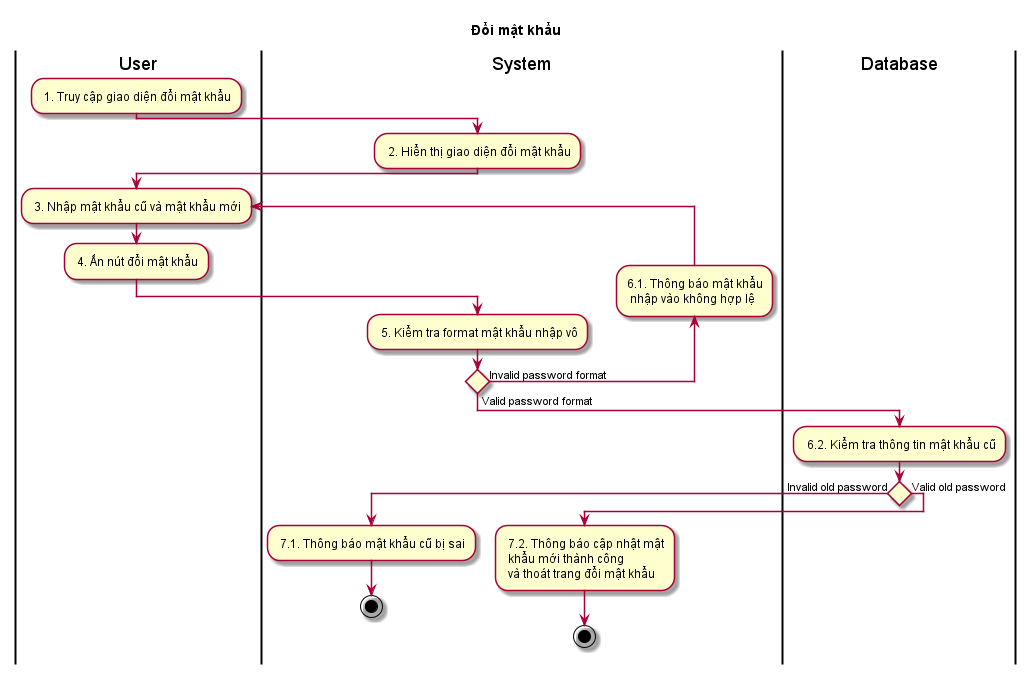 Đổi mật khẩu
User
System
Database
1. Truy cập giao diện đổi mật khẩu
2. Hiển thị giao diện đổi mật khẩu
3. Nhập mật khẩu cũ và mật khẩu mới
4. Ấn nút đổi mật khẩu
6.1. Thông báo mật khẩu
nhập vào không hợp lệ
5. Kiểm tra format mật khẩu nhập vô
Invalid password format
Valid password format
6.2. Kiểm tra thông tin mật khẩu cũ
Invalid old password
Valid old password
7.1. Thông báo mật khẩu cũ bị sai
7.2. Thông báo cập nhật mật
khẩu mới thành công
và thoát trang đổi mật khẩu